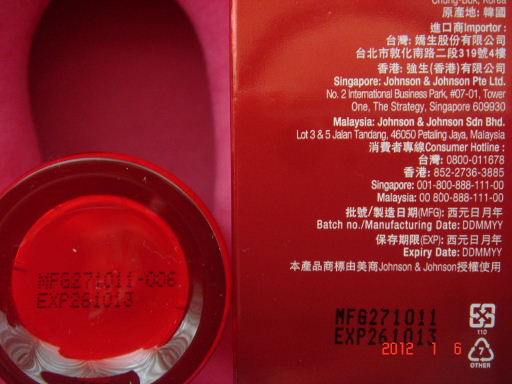 Chung-Buk, Korea
原產地: 韓國
進口商Importor :
台灣: 嬌生股份有限公司
台北市敦化南路二段319號4樓
香港: 強生(香港)有限公司
Singapore: Johnson & Johnson Pte Ltd.
No. 2 International Business Park, #07-01, Tower
One, The Strategy, Singapore 609930
Malaysia: Johnson & Johnson Sdn Bhd.
Lot 3 & 5 Jalan Tandang, 46050 Petaling Jaya, Malaysia
消費者專線Consumer Hotline :
台灣: 0800-011678
香港: 852-2736-3885
Singapore: 001-800-888-111-00
Malaysia: 00 800-888-111-00
批號/製造日期(MFG): 西元日月年
Batch no./Manufacturing Date: DDMMYY
保存期限(EXP): 西元日月年
Expiry Date: DDMMYY
本產品商標由美商Johnson & Johnson授權使用
MFG271011
EXP261013
110
7
OTHER
MFG271011-006
EXP261013
2012 1 6